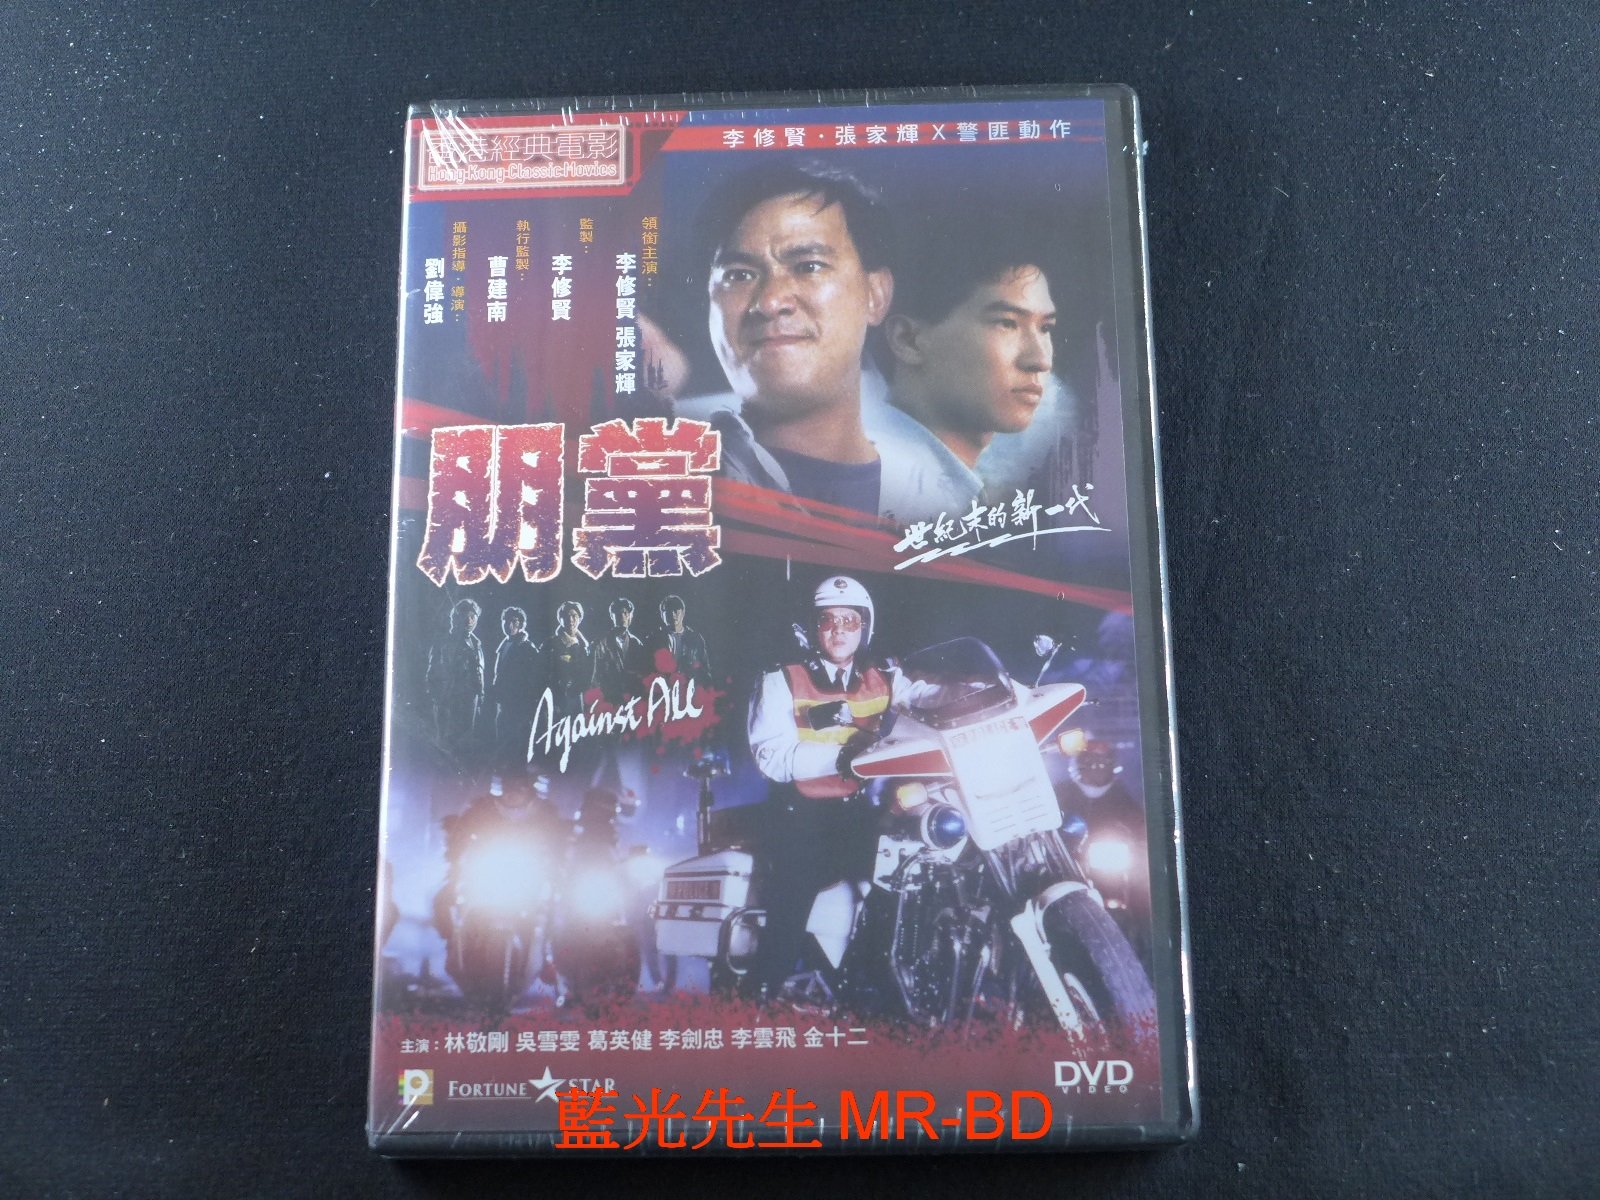 香港經典電影
Hong Kong Classic Movies
李修賢・張家輝X警匪動作
領銜主演：
李修賢 張家輝
監製：
李修賢
執行監製：
曹建南
攝影指導．導演：
劉偉強
朋黨
世紀末的新一代
Against All
POLICE
主演：林敬剛 吳雪雯 葛英健 李劍忠 李雲飛 金十二
P
FORTUNE STAR
DVD
VIDEO
藍光先生 MR-BD